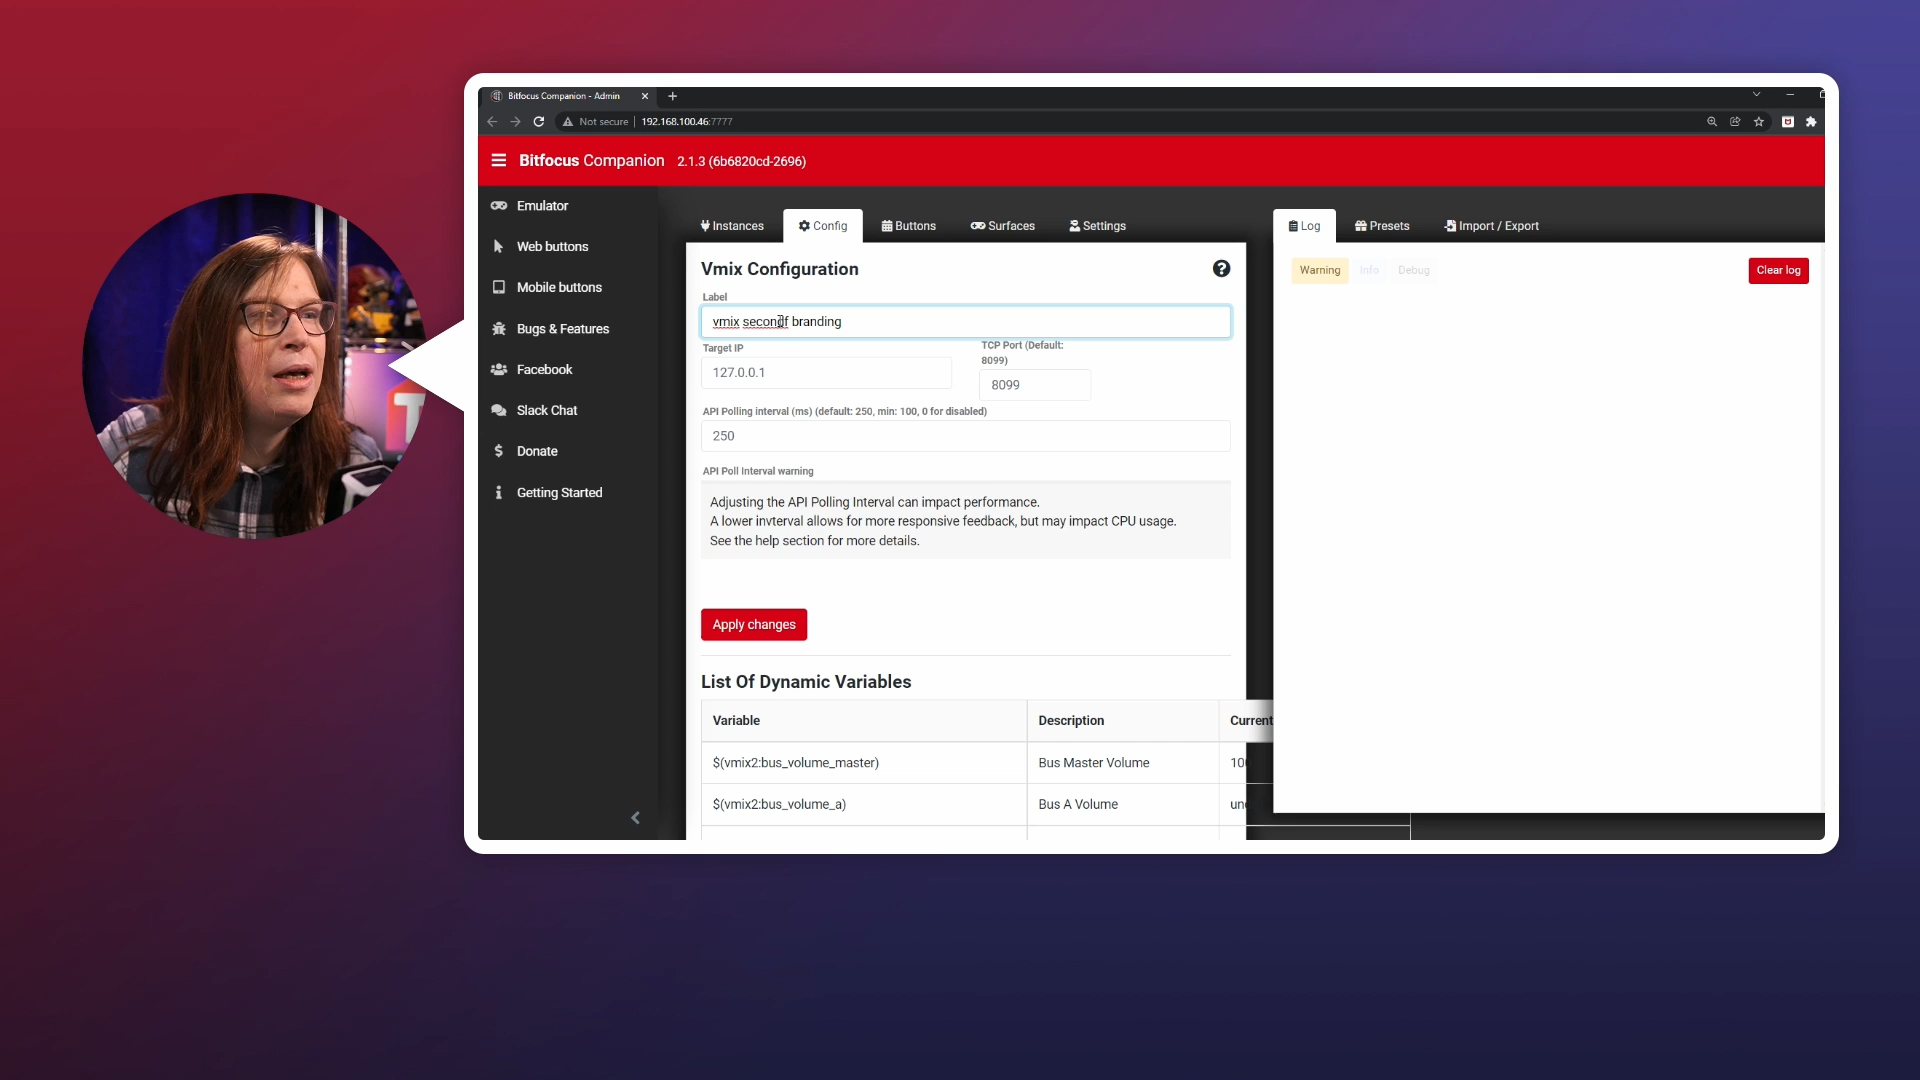 Bitfocus Companion - Admin
Not secure
192.168.100.46:7777
Bitfocus Companion 2.1.3 (6b6820cd-2696)
Emulator
Web buttons
Mobile buttons
Bugs & Features
Facebook
Slack Chat
Donate
Getting Started
Instances
Config
Buttons
Surfaces
Settings
Log
Presets
Import / Export
Vmix Configuration
Label
vmix secondf branding
Target IP
127.0.0.1
TCP Port (Default:
8099)
8099
API Polling interval (ms) (default: 250, min: 100, 0 for disabled)
250
API Poll Interval warning
Adjusting the API Polling Interval can impact performance.
A lower invterval allows for more responsive feedback, but may impact CPU usage.
See the help section for more details.
Apply changes
List Of Dynamic Variables
Variable Description Current
$(vmix2:bus_volume_master) Bus Master Volume
$(vmix2:bus_volume_a) Bus A Volume
Warning
Info
Debug
Clear log